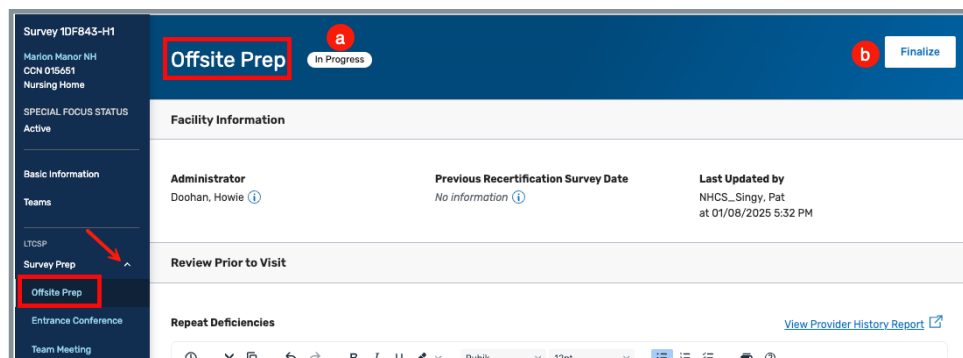 Survey 1DF843-H1
Marion Manor NH
CCN 015651
Nursing Home
SPECIAL FOCUS STATUS
Active
Basic Information
Teams
LTCSP
Survey Prep
Offsite Prep
Entrance Conference
Team Meeting
a
Offsite Prep
In Progress
b
Finalize
Facility Information
Administrator
Doohan, Howie
Previous Recertification Survey Date
No information
Last Updated by
NHCS_Singy, Pat
at 01/08/2025 5:32 PM
Review Prior to Visit
Repeat Deficiencies
View Provider History Report
B I U Rubik 12pt